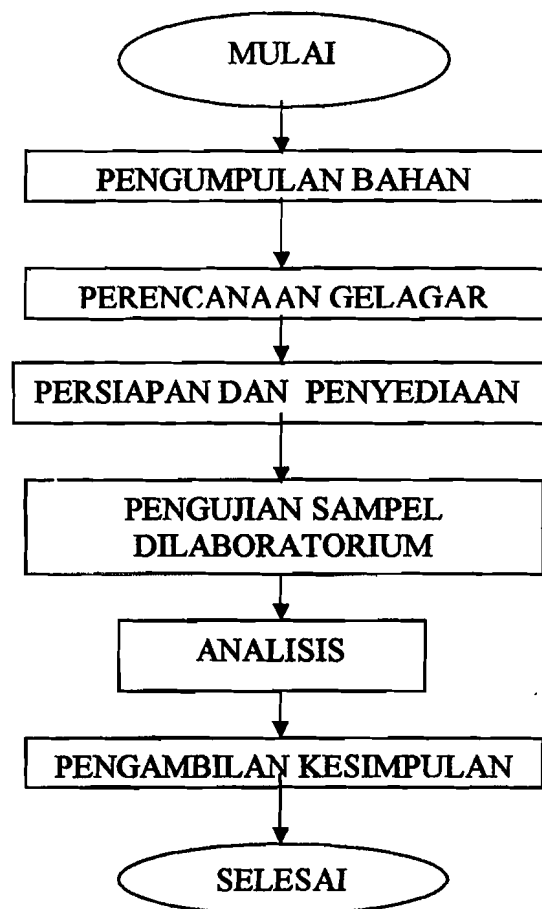 MULAI
PENGUMPULAN BAHAN
PERENCANAAN GELAGAR
PERSIAPAN DAN PENYEDIAAN
PENGUJIAN SAMPEL
DILABORATORIUM
ANALISIS
PENGAMBILAN KESIMPULAN
SELESAI